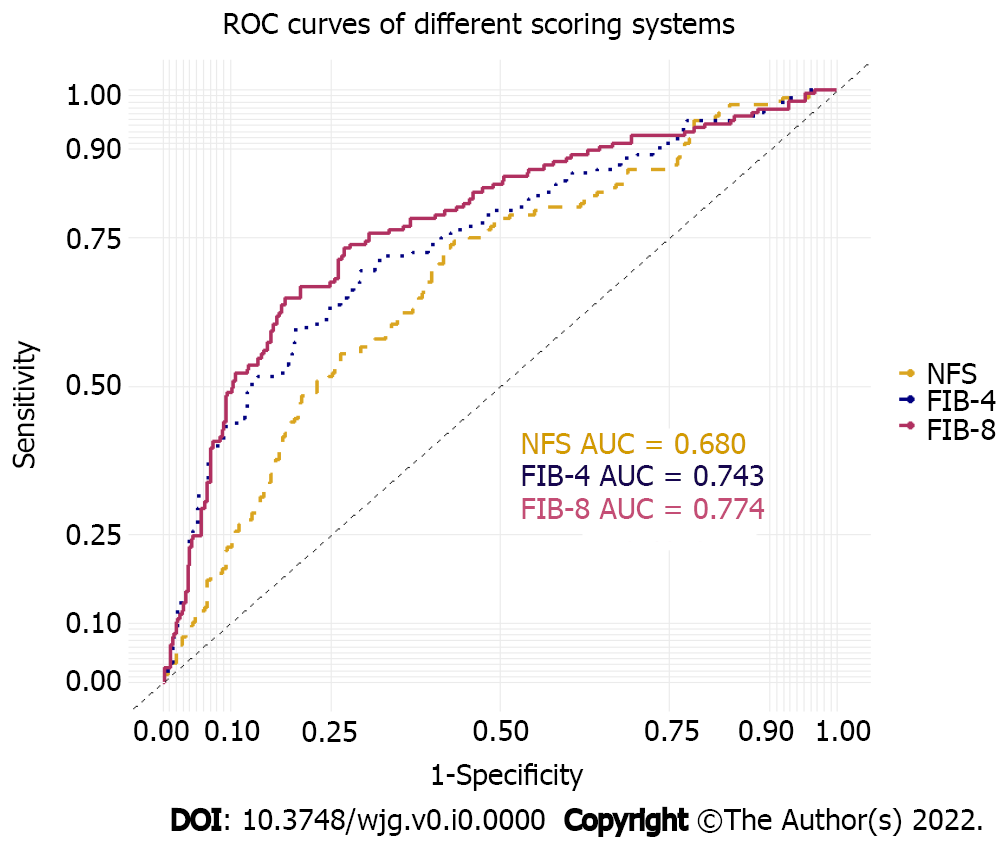 ROC curves of different scoring systems
1.00
0.90
0.75
0.50
0.25
0.10
0.00
Sensitivity
NFS AUC = 0.680
FIB-4 AUC = 0.743
FIB-8 AUC = 0.774
NFS
FIB-4
FIB-8
0.00 0.10 0.25 0.50 0.75 0.90 1.00
1-Specificity
DOI: 10.3748/wjg.v0.i0.0000 Copyright ©The Author(s) 2022.